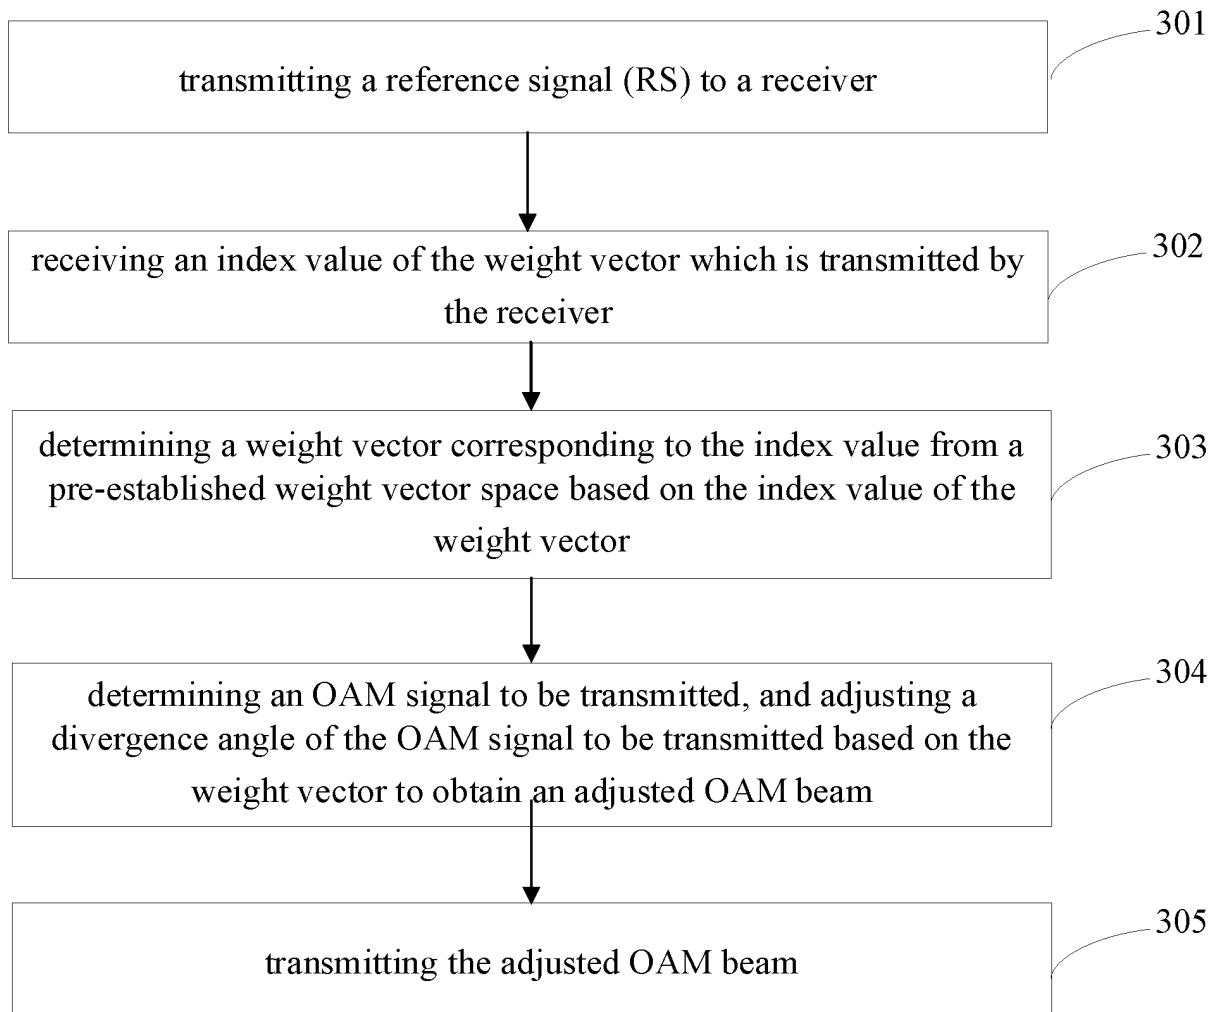 301
transmitting a reference signal (RS) to a receiver
302
receiving an index value of the weight vector which is transmitted by
the receiver
303
determining a weight vector corresponding to the index value from a
pre-established weight vector space based on the index value of the
weight vector
304
determining an OAM signal to be transmitted, and adjusting a
divergence angle of the OAM signal to be transmitted based on the
weight vector to obtain an adjusted OAM beam
305
transmitting the adjusted OAM beam